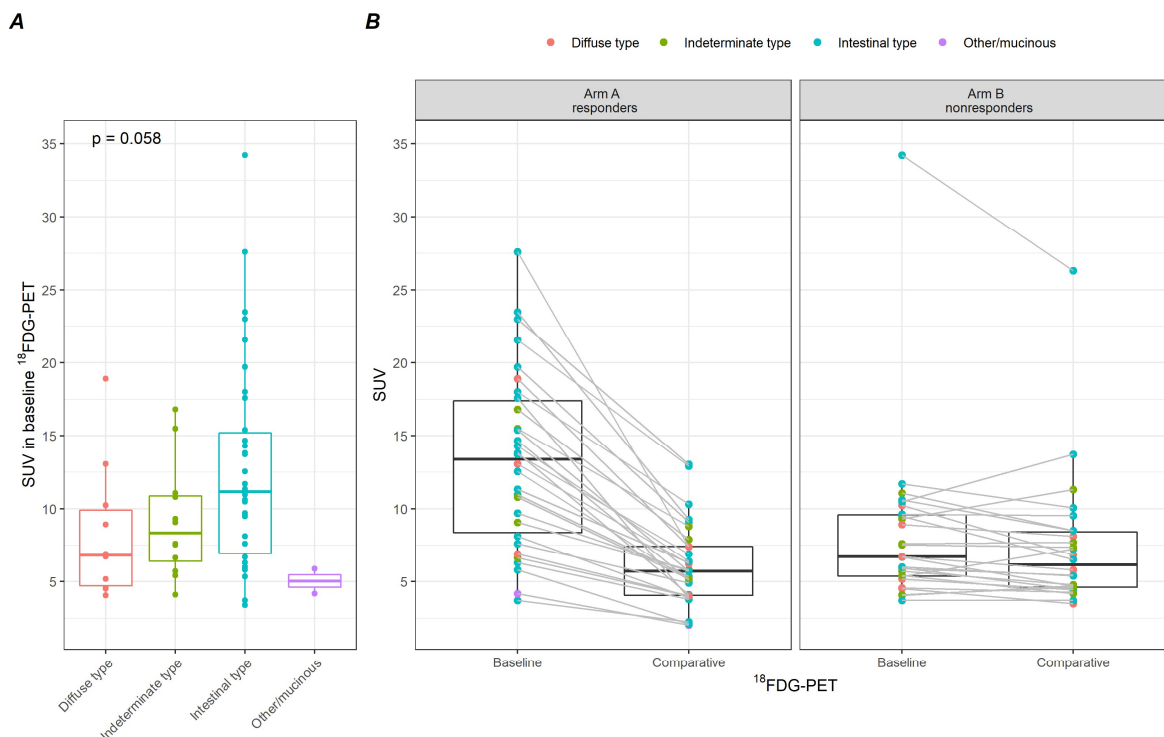 A
B
Diffuse type
Indeterminate type
Intestinal type
Other/mucinous
Arm A
responders
Arm B
nonresponders
p = 0.058
35
30
25
20
15
10
5
SUV in baseline ¹⁸FDG-PET
Diffuse type
Indeterminate type
Intestinal type
Other/mucinous
35
30
25
20
15
10
5
SUV
Baseline
Comparative
Baseline
Comparative
¹⁸FDG-PET